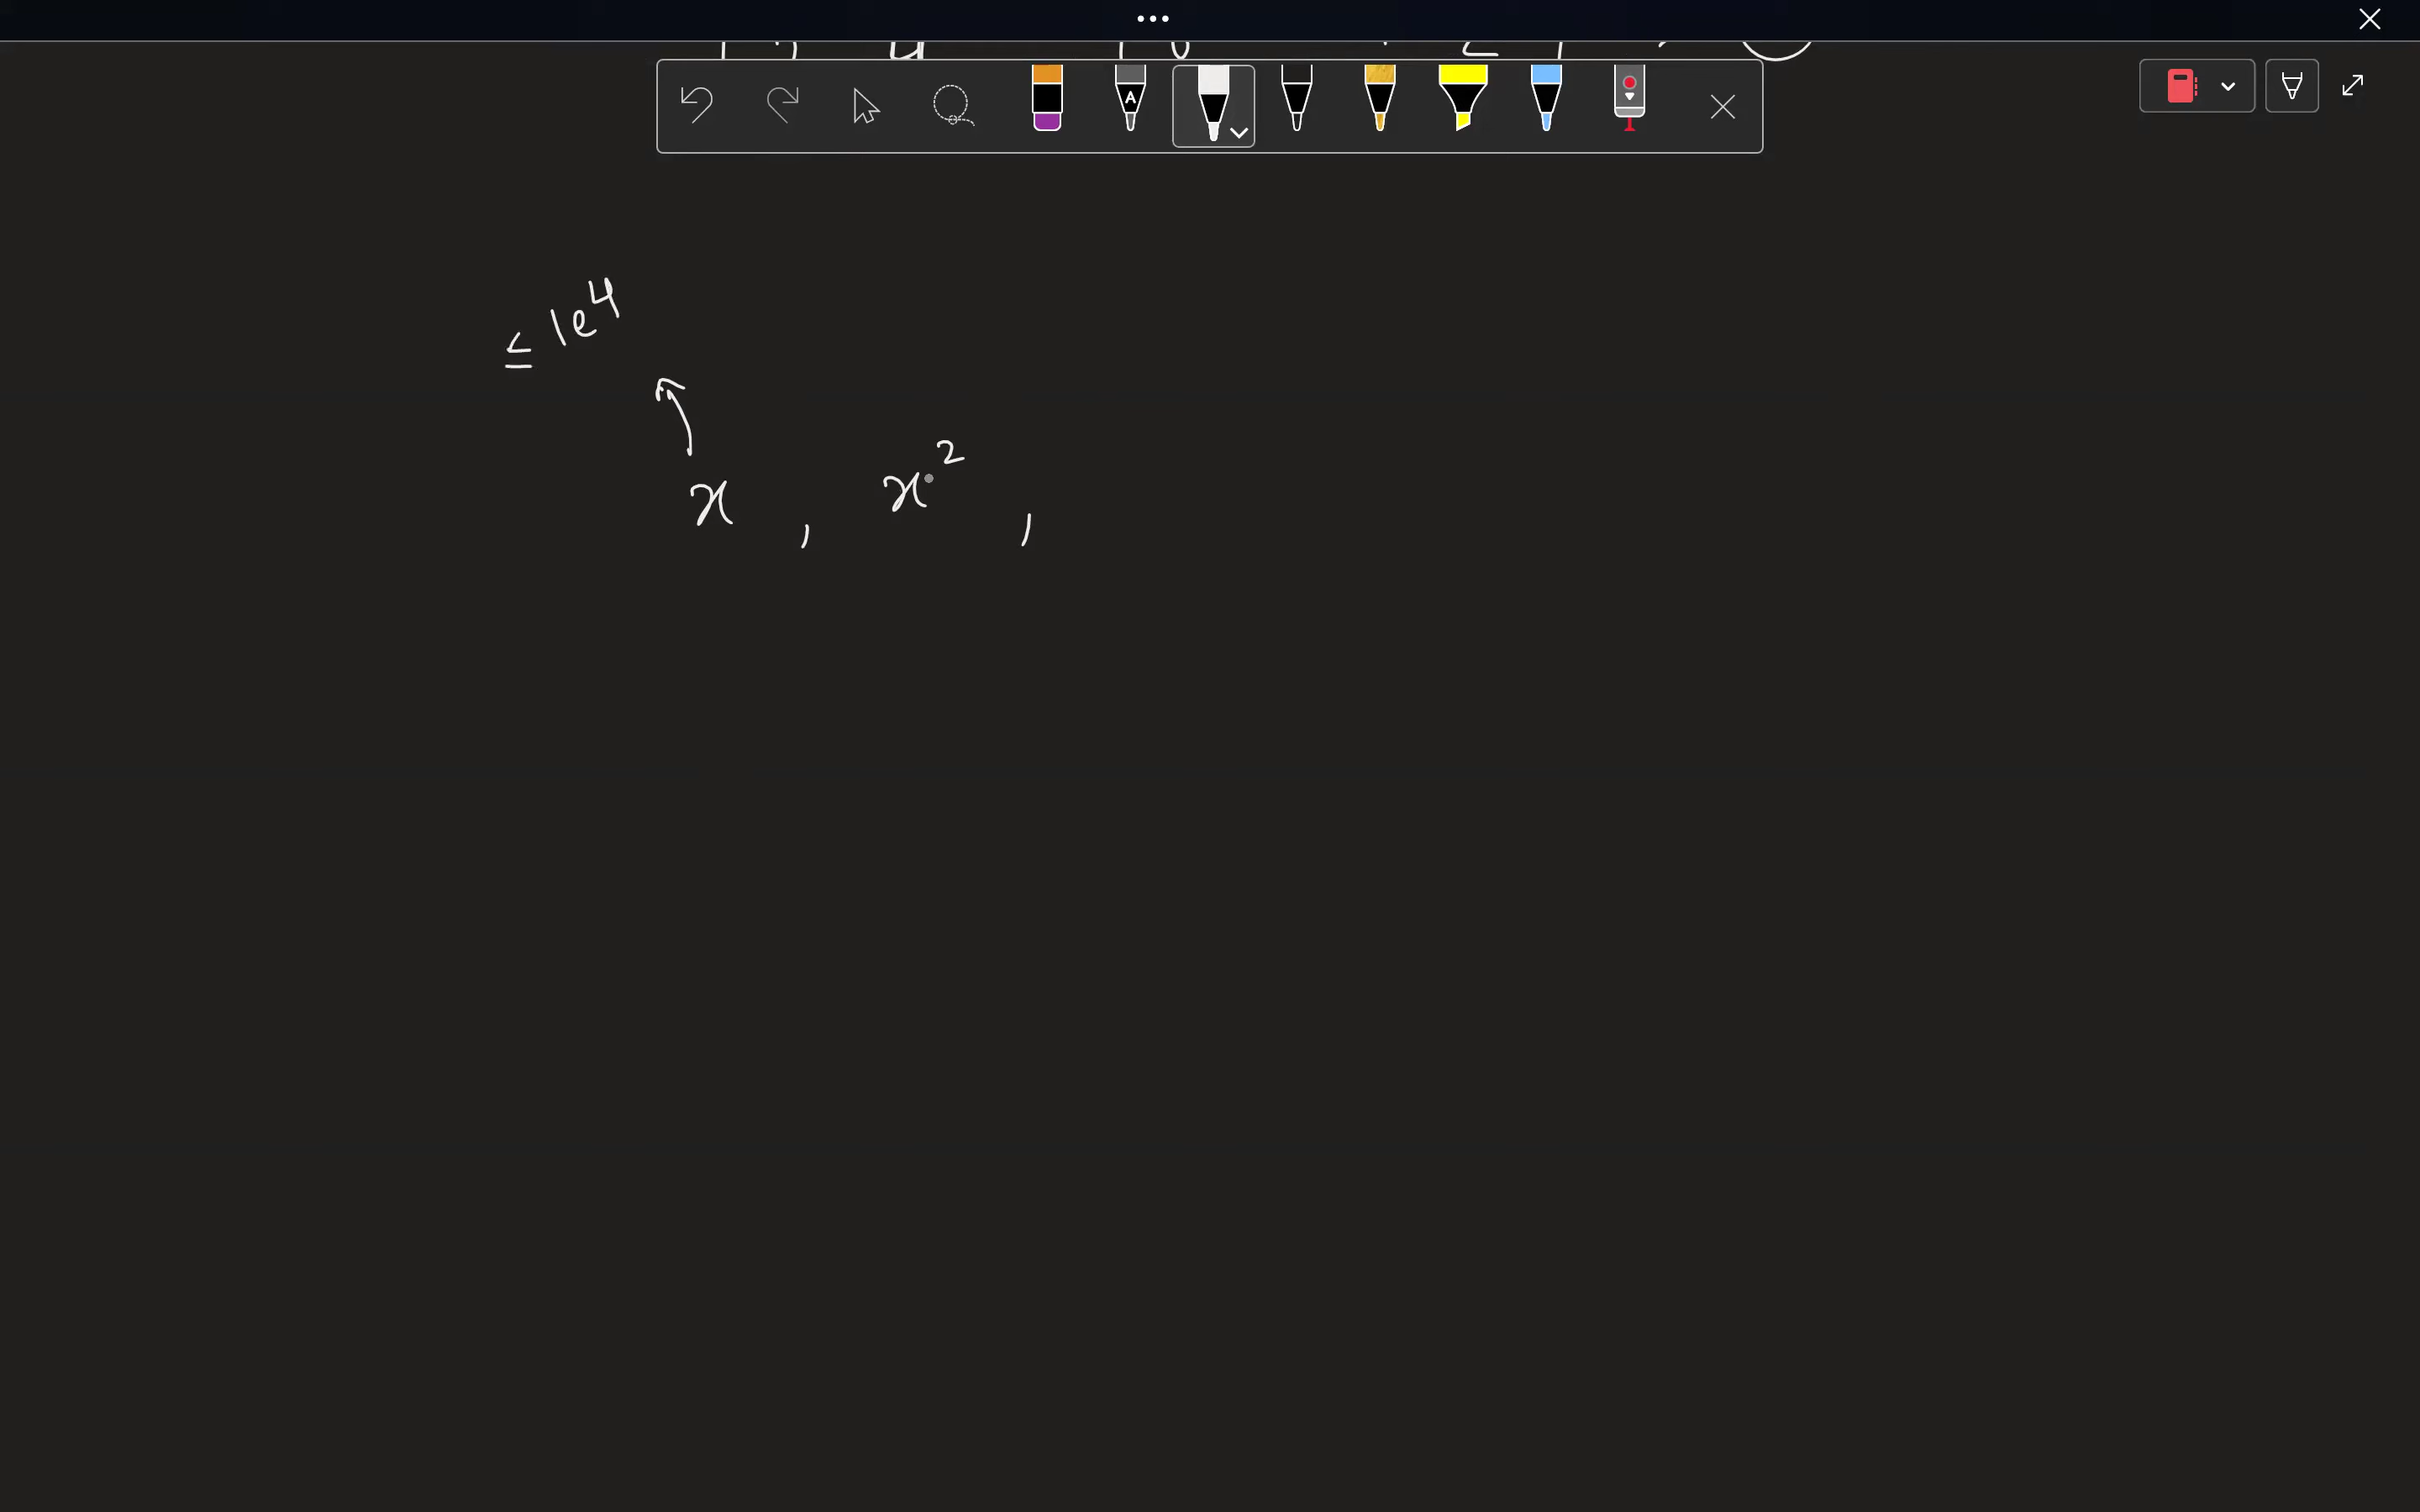 ≤ 1e4
x , x² ,